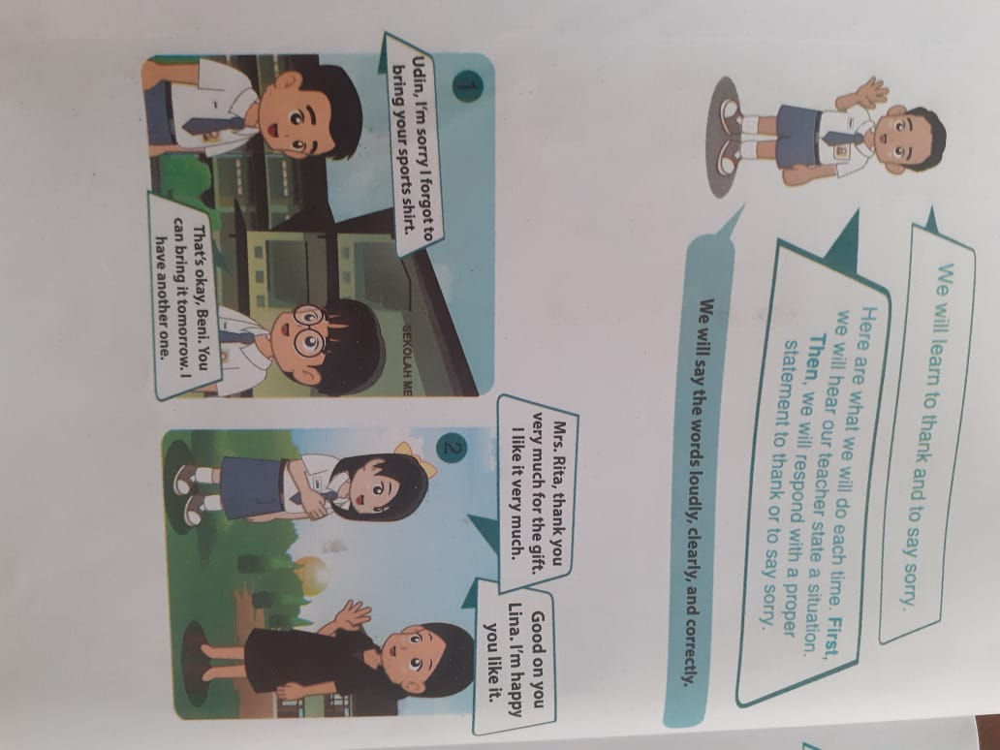 We will learn to thank and to say sorry.
Here are what we will do each time. First,
we will hear our teacher state a situation.
Then, we will respond with a proper
statement to thank or to say sorry.
We will say the words loudly, clearly, and correctly.
1
Udin, I'm sorry I forgot to
bring your sports shirt.
SEKOLAH ME
That's okay, Beni. You
can bring it tomorrow. I
have another one.
2
Mrs. Rita, thank you
very much for the gift.
I like it very much.
Good on you
Lina. I'm happy
you like it.